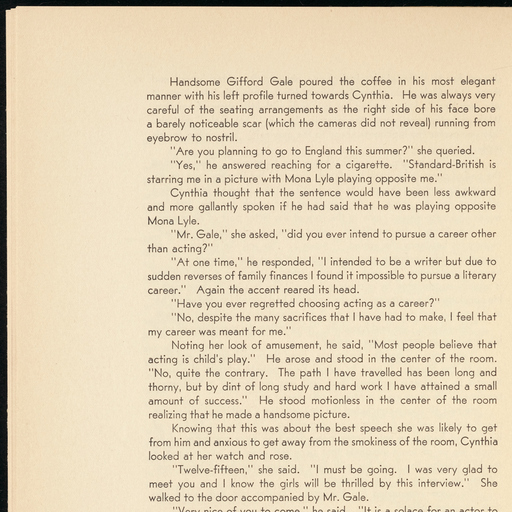 Handsome Gifford Gale poured the coffee in his most elegant
manner with his left profile turned towards Cynthia. He was always very
careful of the seating arrangements as the right side of his face bore
a barely noticeable scar (which the cameras did not reveal) running from
eyebrow to nostril.
"Are you planning to go to England this summer?" she queried.
"Yes," he answered reaching for a cigarette. "Standard-British is
starring me in a picture with Mona Lyle playing opposite me."
Cynthia thought that the sentence would have been less awkward
and more gallantly spoken if he had said that he was playing opposite
Mona Lyle.
"Mr. Gale," she asked, "did you ever intend to pursue a career other
than acting?"
"At one time," he responded, "I intended to be a writer but due to
sudden reverses of family finances I found it impossible to pursue a literary
career." Again the accent reared its head.
"Have you ever regretted choosing acting as a career?"
"No, despite the many sacrifices that I have had to make, I feel that
my career was meant for me."
Noting her look of amusement, he said, "Most people believe that
acting is child's play." He arose and stood in the center of the room.
"No, quite the contrary. The path I have travelled has been long and
thorny, but by dint of long study and hard work I have attained a small
amount of success." He stood motionless in the center of the room
realizing that he made a handsome picture.
Knowing that this was about the best speech she was likely to get
from him and anxious to get away from the smokiness of the room, Cynthia
looked at her watch and rose.
"Twelve-fifteen," she said. "I must be going. I was very glad to
meet you and I know the girls will be thrilled by this interview." She
walked to the door accompanied by Mr. Gale.
"Very nice of you to come," he said. "It is a solace for an actor to